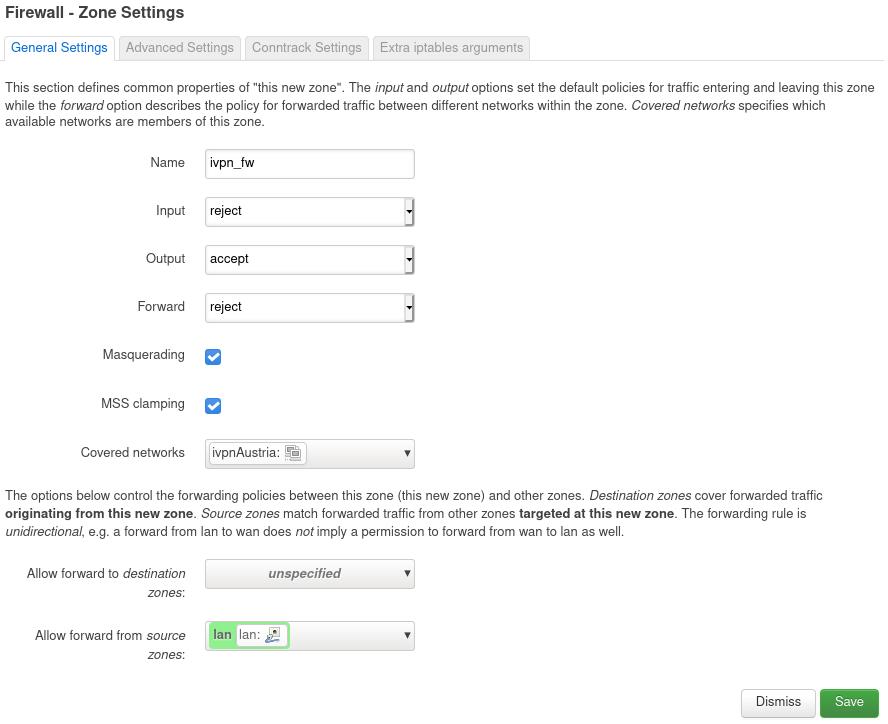 Firewall - Zone Settings
General Settings Advanced Settings Conntrack Settings Extra iptables arguments
This section defines common properties of "this new zone". The input and output options set the default policies for traffic entering and leaving this zone
while the forward option describes the policy for forwarded traffic between different networks within the zone. Covered networks specifies which
available networks are members of this zone.
Name ivpn_fw
Input reject
Output accept
Forward reject
Masquerading
MSS clamping
Covered networks ivpnAustria:
The options below control the forwarding policies between this zone (this new zone) and other zones. Destination zones cover forwarded traffic
originating from this new zone. Source zones match forwarded traffic from other zones targeted at this new zone. The forwarding rule is
unidirectional, e.g. a forward from lan to wan does not imply a permission to forward from wan to lan as well.
Allow forward to destination unspecified
zones:
Allow forward from source lan lan:
zones:
Dismiss Save